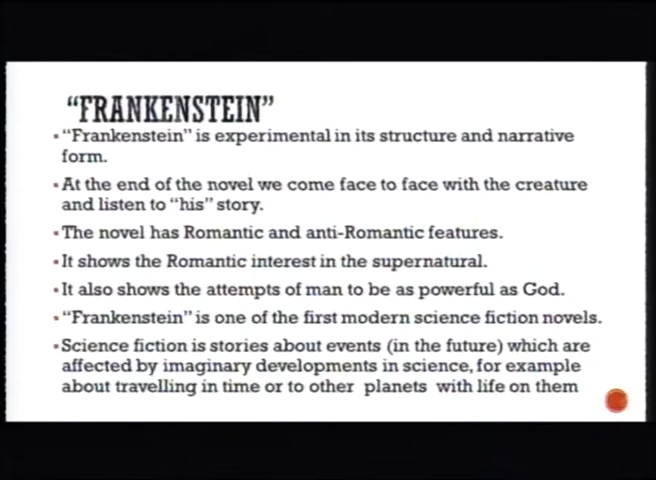 "FRANKENSTEIN"
▪"Frankenstein" is experimental in its structure and narrative
form.
▪At the end of the novel we come face to face with the creature
and listen to "his" story.
▪The novel has Romantic and anti-Romantic features.
▪It shows the Romantic interest in the supernatural.
▪It also shows the attempts of man to be as powerful as God.
▪"Frankenstein" is one of the first modern science fiction novels.
▪Science fiction is stories about events (in the future) which are
affected by imaginary developments in science, for example
about travelling in time or to other planets with life on them